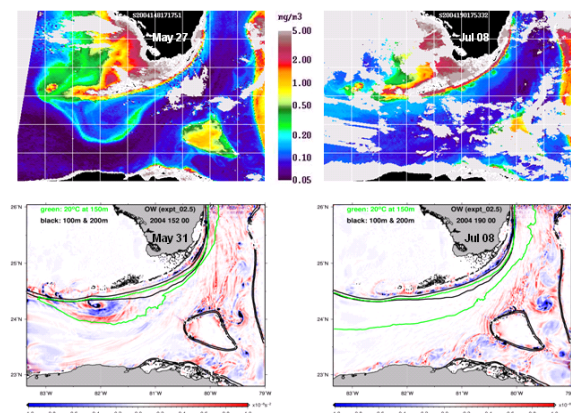 S2004148171751
May 27
ng/m3
5.00
2.00
1.00
0.50
0.20
0.10
0.05
S2004190175332
Jul 08
26°N
25°N
24°N
23°N
83°W
82°W
81°W
80°W
79°W
green: 20°C at 150m
black: 100m & 200m
OW (expt_02.5)
2004 152 00
May 31
26°N
25°N
24°N
23°N
83°W
82°W
81°W
80°W
79°W
green: 20°C at 150m
black: 100m & 200m
OW (expt_02.5)
2004 190 00
Jul 08